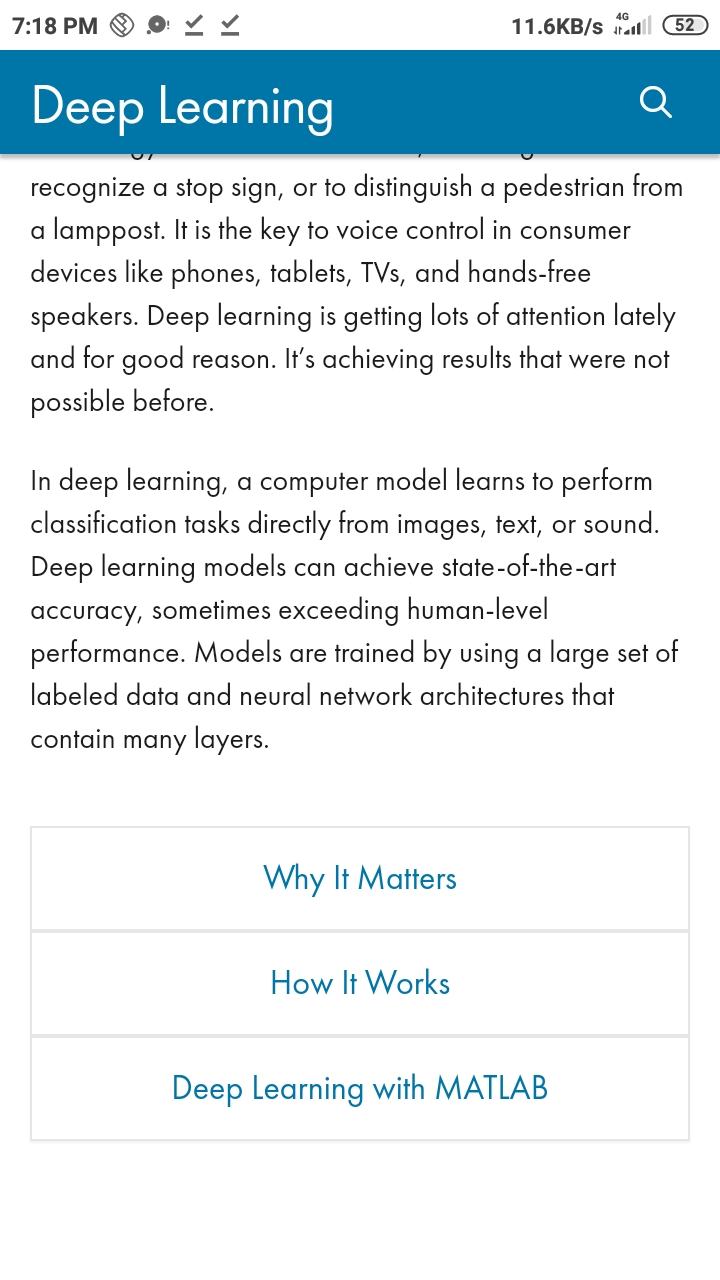 7:18 PM
11.6KB/s
4G
52
Deep Learning
recognize a stop sign, or to distinguish a pedestrian from
a lamppost. It is the key to voice control in consumer
devices like phones, tablets, TVs, and hands-free
speakers. Deep learning is getting lots of attention lately
and for good reason. It’s achieving results that were not
possible before.
In deep learning, a computer model learns to perform
classification tasks directly from images, text, or sound.
Deep learning models can achieve state-of-the-art
accuracy, sometimes exceeding human-level
performance. Models are trained by using a large set of
labeled data and neural network architectures that
contain many layers.
Why It Matters
How It Works
Deep Learning with MATLAB